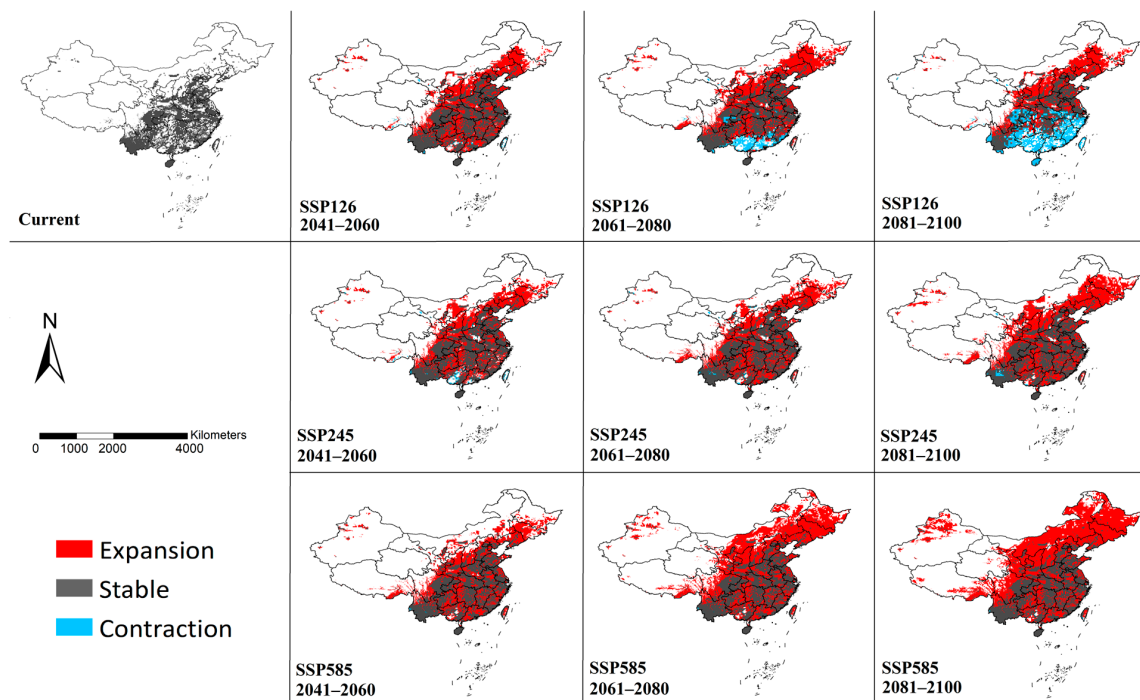 Current
SSP126
2041–2060
SSP126
2061–2080
SSP126
2081–2100
N
Kilometers
0 1000 2000 4000
SSP245
2041–2060
SSP245
2061–2080
SSP245
2081–2100
Expansion
Stable
Contraction
SSP585
2041–2060
SSP585
2061–2080
SSP585
2081–2100